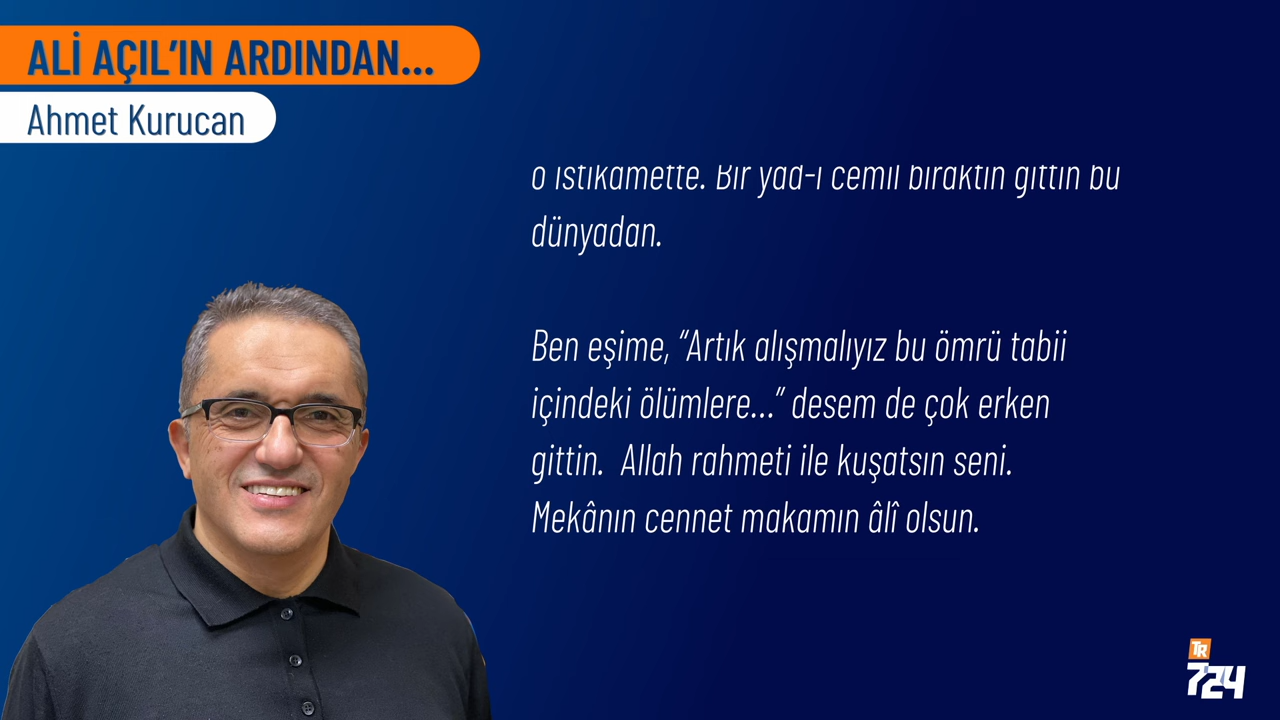 ALİ AÇIL’IN ARDINDAN...
Ahmet Kurucan
o istikamette. Bir yâd-ı cemil bıraktın gittin bu
dünyadan.
Ben eşime, “Artık alışmalıyız bu ömrü tabii
içindeki ölümlere...” desem de çok erken
gittin. Allah rahmeti ile kuşatsın seni.
Mekânın cennet makamın âlî olsun.
TR
724